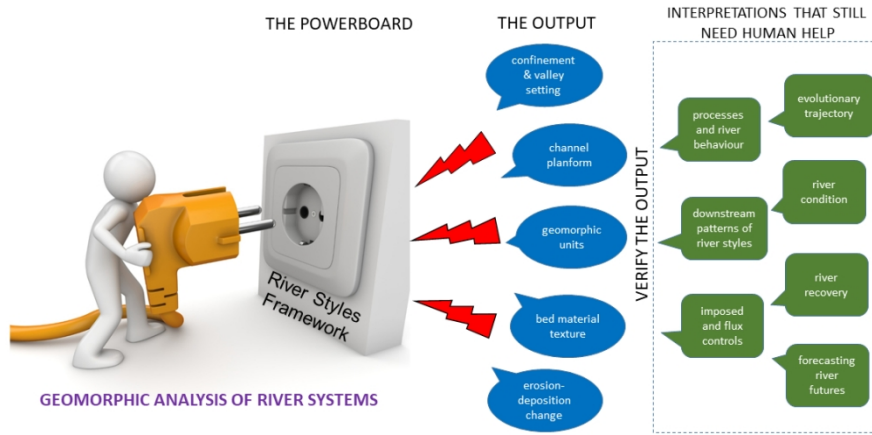 THE POWERBOARD
THE OUTPUT
INTERPRETATIONS THAT STILL
NEED HUMAN HELP
River Styles
Framework
GEOMORPHIC ANALYSIS OF RIVER SYSTEMS
confinement
& valley
setting
channel
planform
geomorphic
units
bed material
texture
erosion-
deposition
change
VERIFY THE OUTPUT
processes
and river
behaviour
evolutionary
trajectory
downstream
patterns of
river styles
river
condition
imposed
and flux
controls
river
recovery
forecasting
river
futures